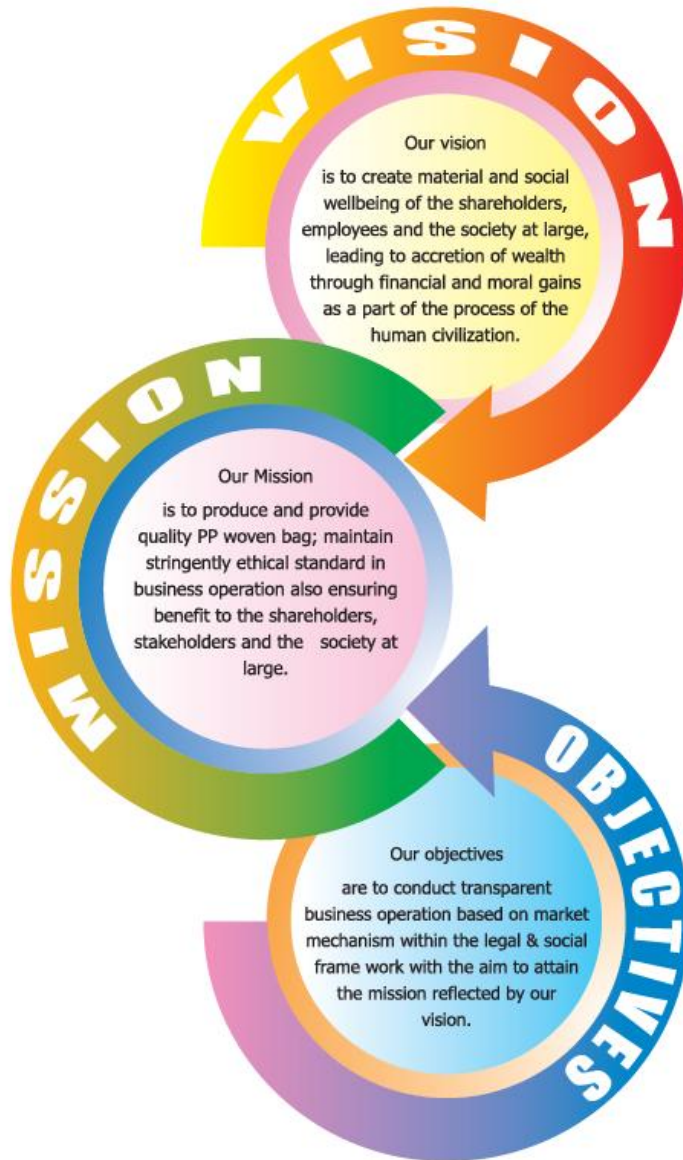 VISION
Our vision
is to create material and social
wellbeing of the shareholders,
employees and the society at large,
leading to accretion of wealth
through financial and moral gains
as a part of the process of the
human civilization.
MISSION
Our Mission
is to produce and provide
quality PP woven bag; maintain
stringently ethical standard in
business operation also ensuring
benefit to the shareholders,
stakeholders and the society at
large.
OBJECTIVES
Our objectives
are to conduct transparent
business operation based on market
mechanism within the legal & social
frame work with the aim to attain
the mission reflected by our
vision.